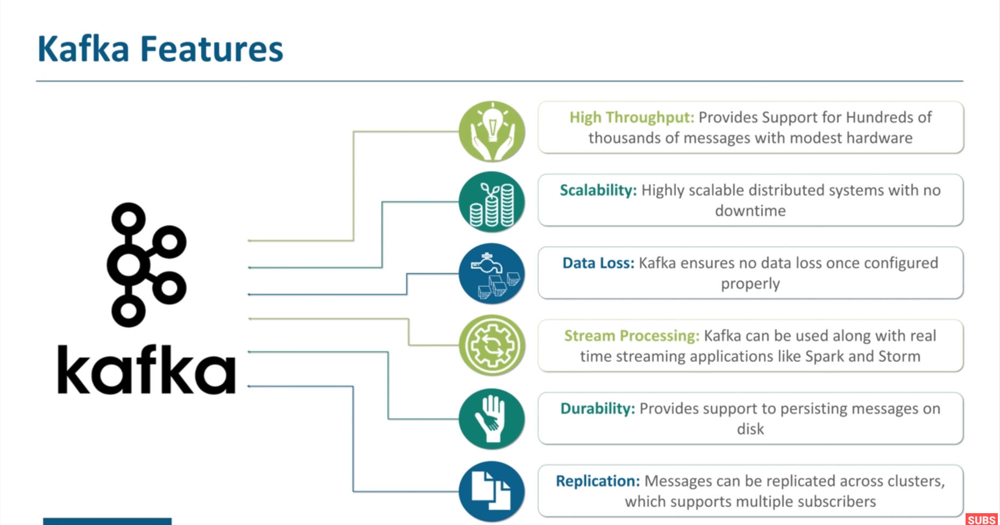 Kafka Features
High Throughput: Provides Support for Hundreds of
thousands of messages with modest hardware
Scalability: Highly scalable distributed systems with no
downtime
Data Loss: Kafka ensures no data loss once configured
properly
Stream Processing: Kafka can be used along with real
time streaming applications like Spark and Storm
Durability: Provides support to persisting messages on
disk
Replication: Messages can be replicated across clusters,
which supports multiple subscribers
kafka
SUBS